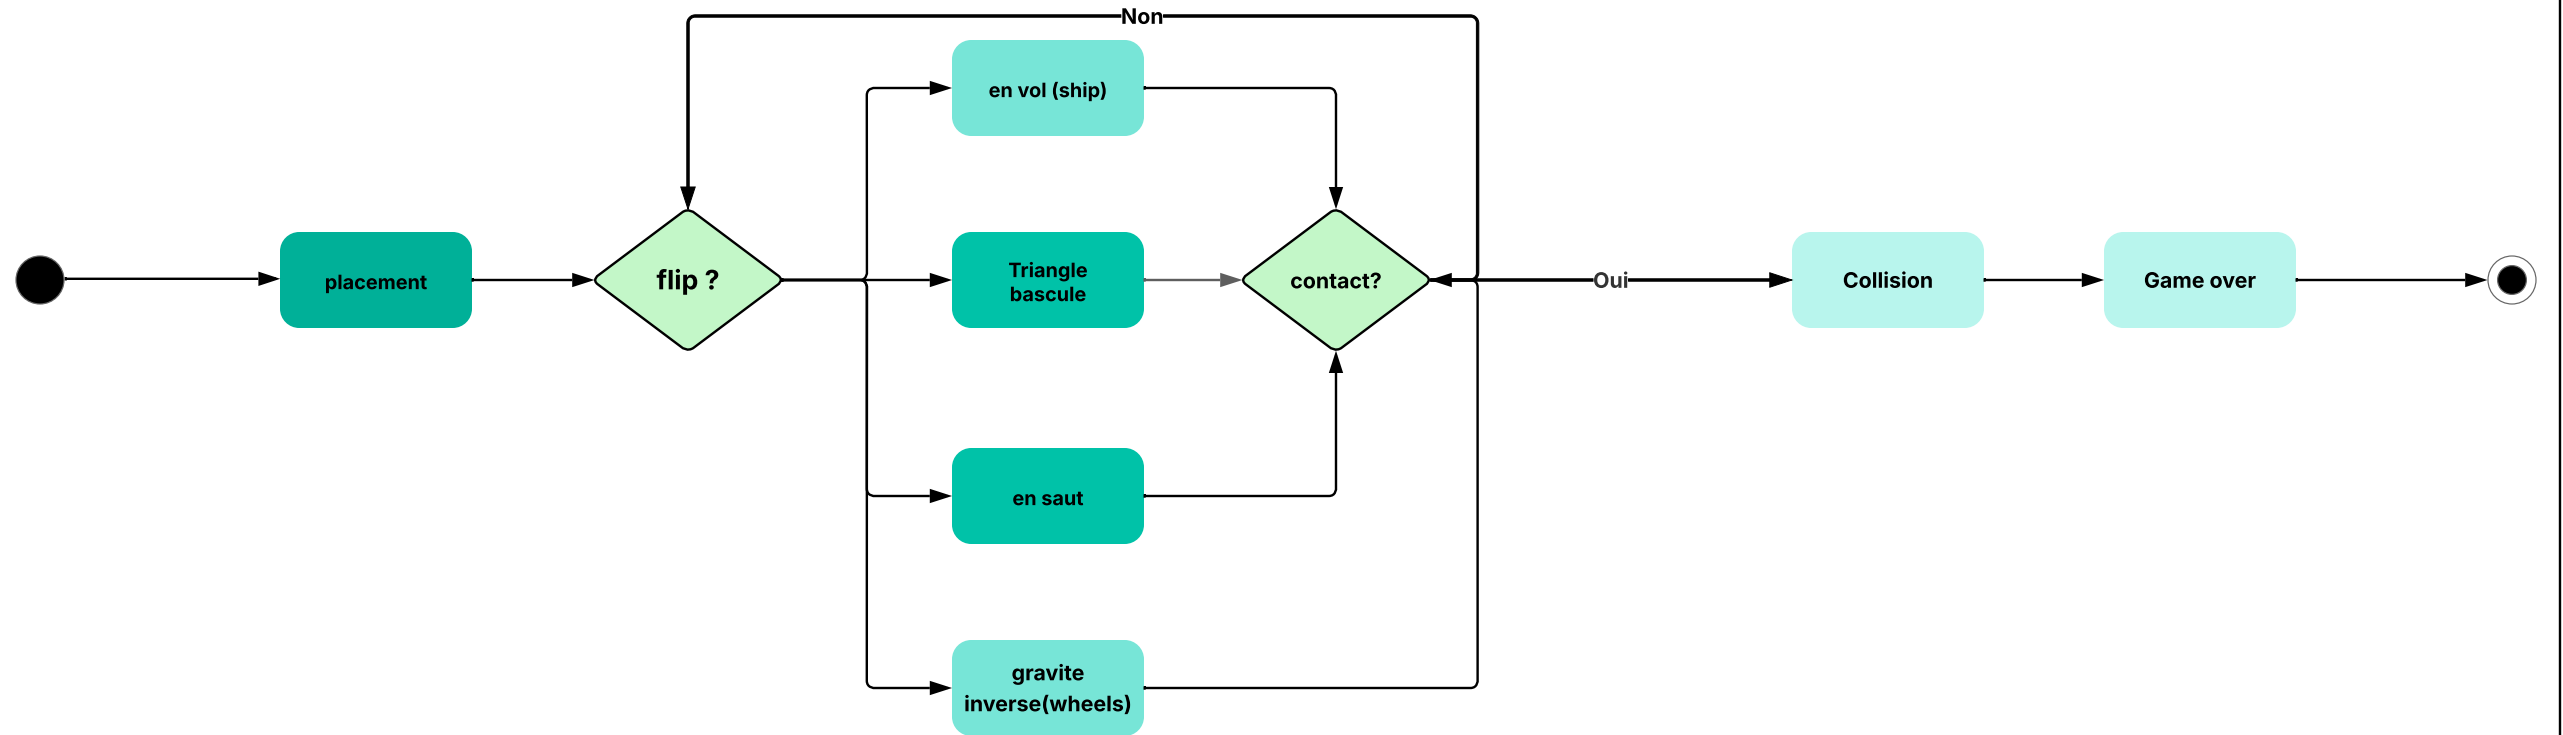 Non
en vol (ship)
placement
flip ?
Triangle
bascule
contact?
Oui
Collision
Game over
en saut
gravite
inverse(wheels)